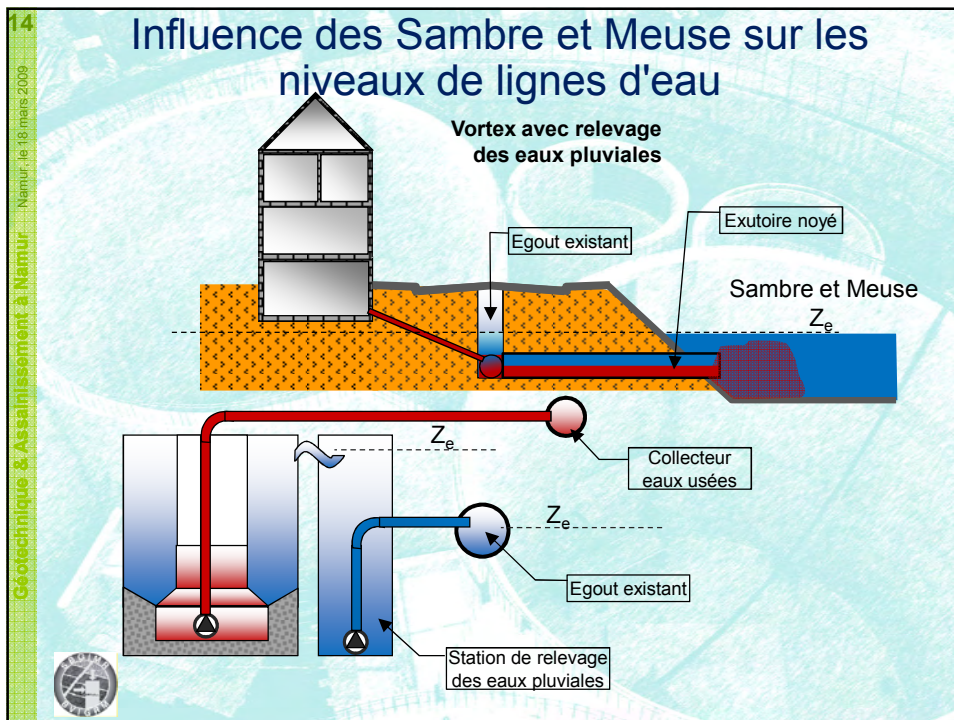 14
Namur, le 18 mars 2009
Géotechnique & Assainissement à Namur
Influence des Sambre et Meuse sur les
niveaux de lignes d'eau
Vortex avec relevage
des eaux pluviales
Egout existant
Exutoire noyé
Sambre et Meuse
Ze
Ze
Collecteur
eaux usées
Ze
Egout existant
Station de relevage
des eaux pluviales